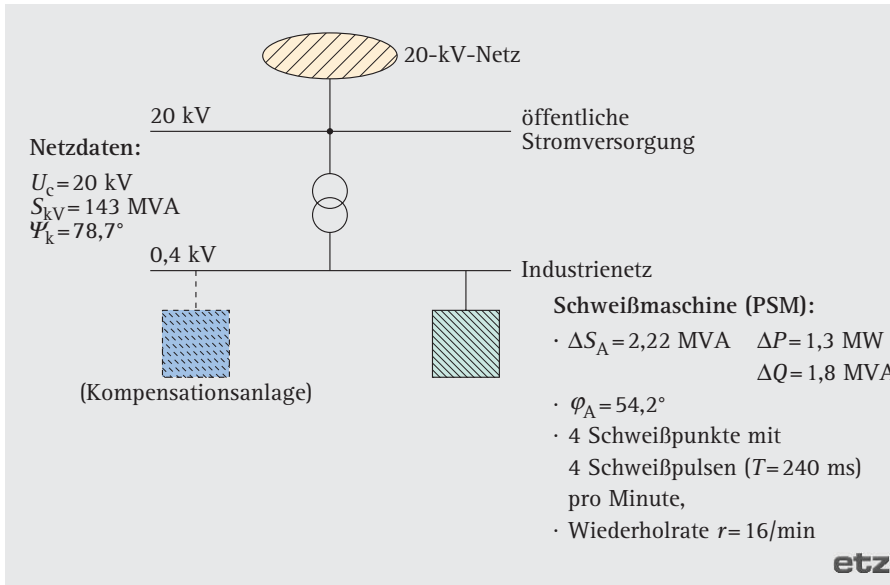 20-kV-Netz
20 kV
öffentliche
Stromversorgung
Netzdaten:
U_c = 20 kV
S_kV = 143 MVA
Ψ_k = 78,7°
0,4 kV
Industrienetz
(Kompensationsanlage)
Schweißmaschine (PSM):
· ΔS_A = 2,22 MVA ΔP = 1,3 MW
ΔQ = 1,8 MVA
· φ_A = 54,2°
· 4 Schweißpunkte mit
4 Schweißpulsen (T = 240 ms)
pro Minute,
· Wiederholrate r = 16/min
etz